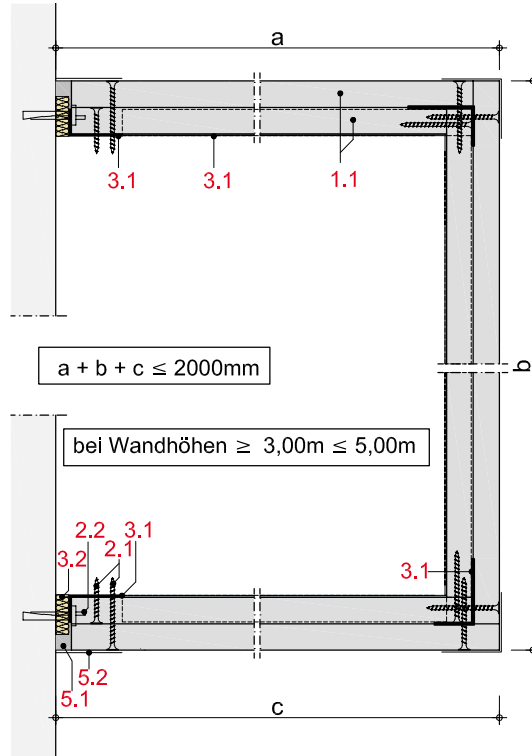 a
3.1
3.1
1.1
a + b + c ≤ 2000mm
b
bei Wandhöhen ≥ 3,00m ≤ 5,00m
2.2
3.1
3.2
2.1
3.1
5.2
5.1
c